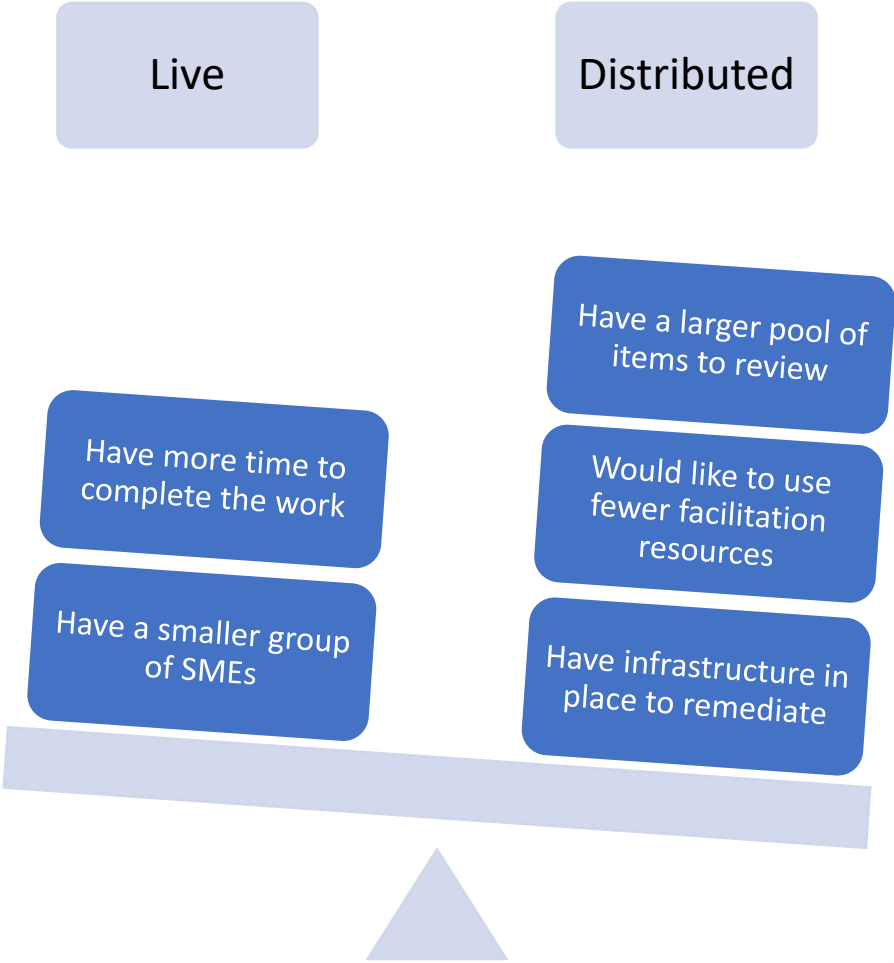 Live
Distributed
Have more time to
complete the work
Have a smaller group
of SMEs
Have a larger pool of
items to review
Would like to use
fewer facilitation
resources
Have infrastructure in
place to remediate